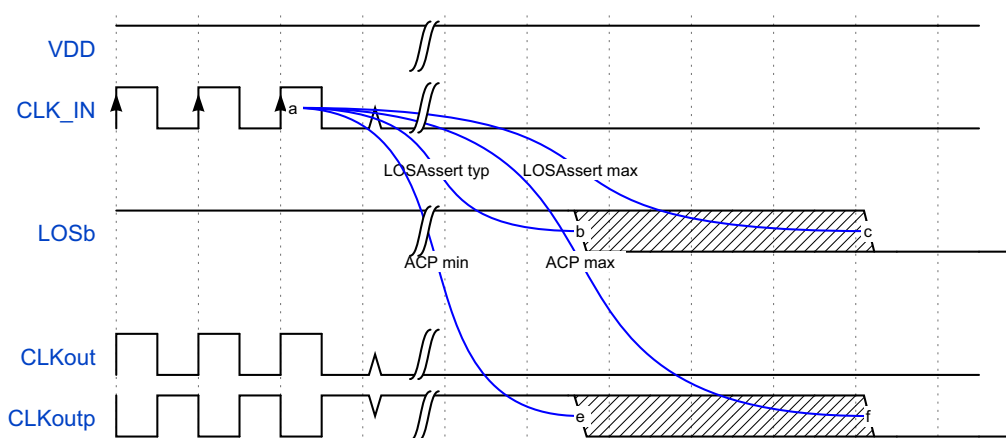 VDD
CLK_IN
a
LOSAssert typ
LOSAssert max
LOSb
b
c
ACP min
ACP max
CLKout
CLKoutp
e
f